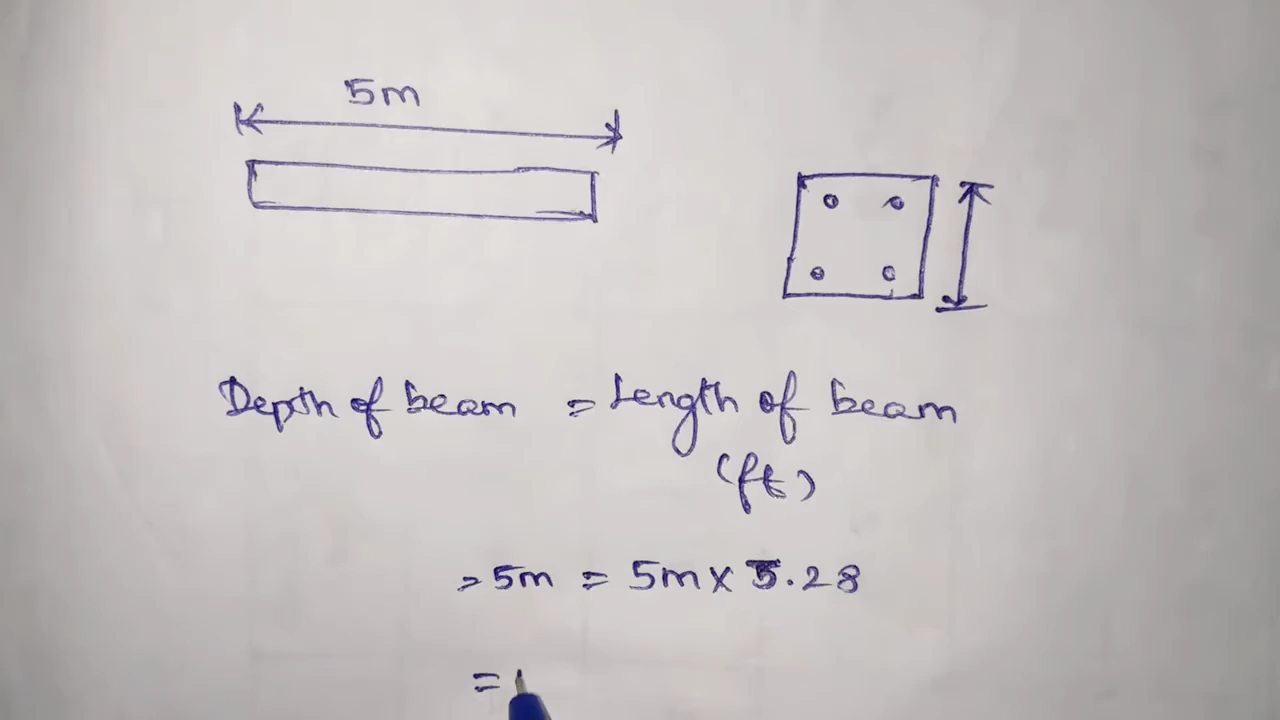 5m
Depth of beam = Length of beam
(ft)
= 5m = 5m x 3.28
=